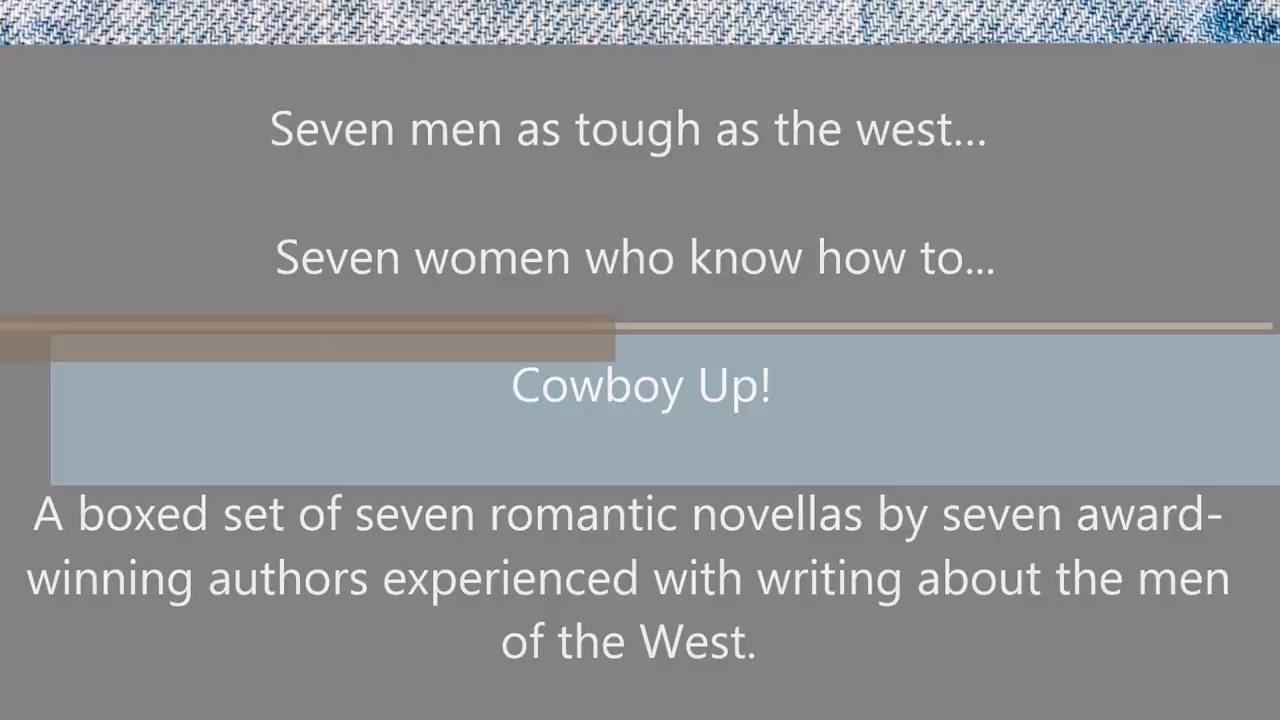 Seven men as tough as the west...
Seven women who know how to...
Cowboy Up!
A boxed set of seven romantic novellas by seven award-
winning authors experienced with writing about the men
of the West.